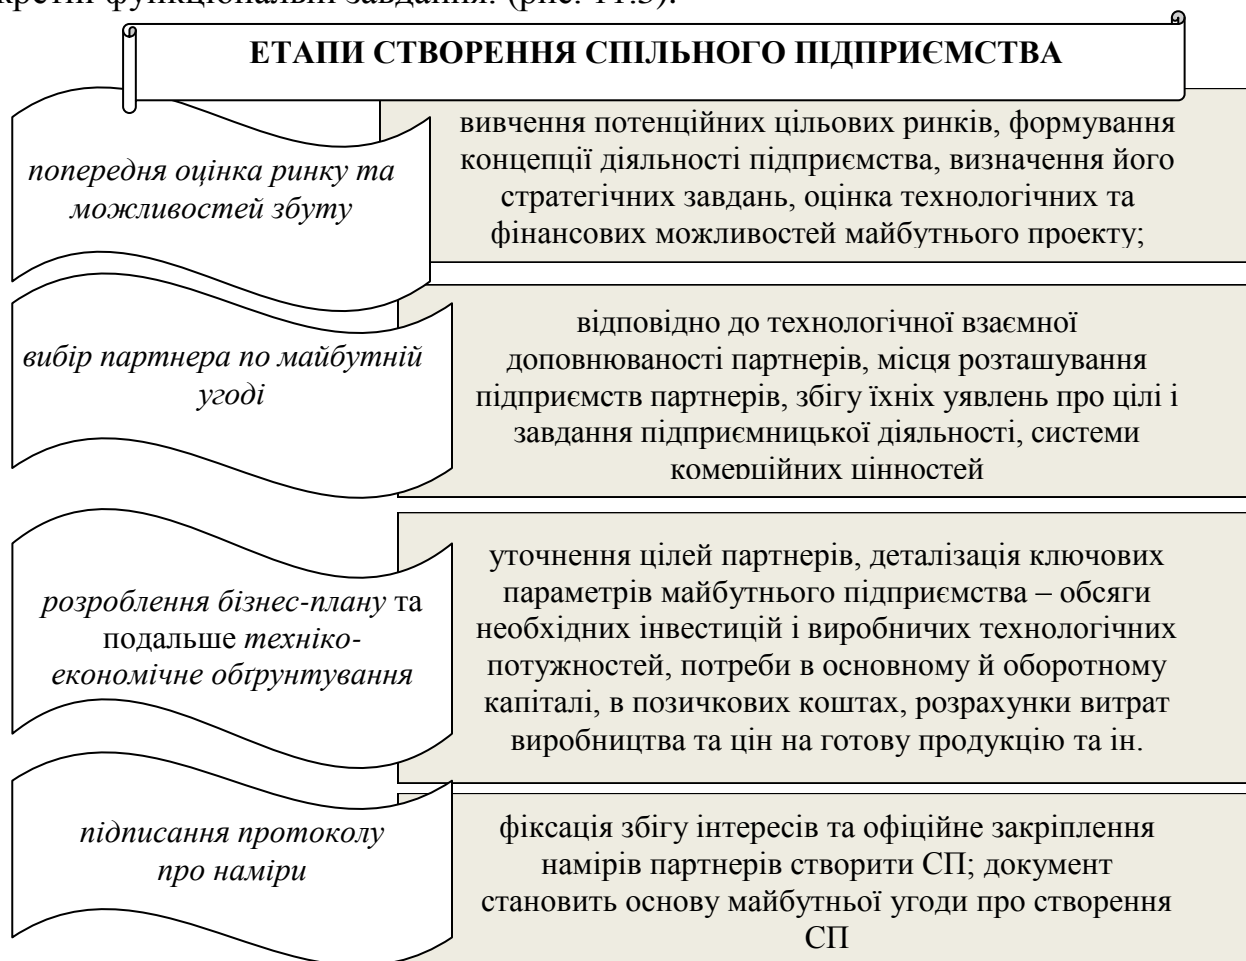 функціональні завдання. (рис. 11.3).
ЕТАПИ СТВОРЕННЯ СПІЛЬНОГО ПІДПРИЄМСТВА
попередня оцінка ринку та
можливостей збуту
вивчення потенційних цільових ринків, формування
концепції діяльності підприємства, визначення його
стратегічних завдань, оцінка технологічних та
фінансових можливостей майбутнього проекту;
вибір партнера по майбутній
угоді
відповідно до технологічної взаємної
доповнюваності партнерів, місця розташування
підприємств партнерів, збігу їхніх уявлень про цілі і
завдання підприємницької діяльності, системи
комерційних цінностей
розроблення бізнес-плану та
подальше техніко-
економічне обґрунтування
уточнення цілей партнерів, деталізація ключових
параметрів майбутнього підприємства – обсяги
необхідних інвестицій і виробничих технологічних
потужностей, потреби в основному й оборотному
капіталі, в позичкових коштах, розрахунки витрат
виробництва та цін на готову продукцію та ін.
підписання протоколу
про наміри
фіксація збігу інтересів та офіційне закріплення
намірів партнерів створити СП; документ
становить основу майбутньої угоди про створення
СП